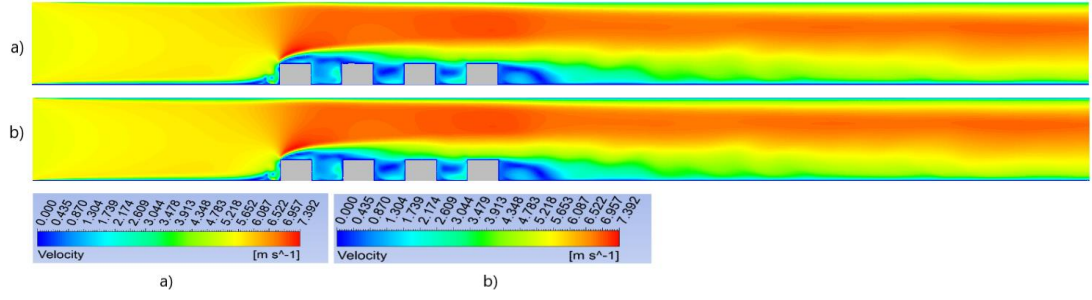 a)
b)
0.000 0.435 0.870 1.304 1.739 2.174 2.609 3.044 3.478 3.913 4.348 4.783 5.218 5.652 6.087 6.522 6.957 7.392
Velocity [m s^-1]
0.000 0.435 0.870 1.304 1.739 2.174 2.609 3.044 3.479 3.913 4.348 4.783 5.218 5.653 6.087 6.522 6.957 7.392
Velocity [m s^-1]
a) b)